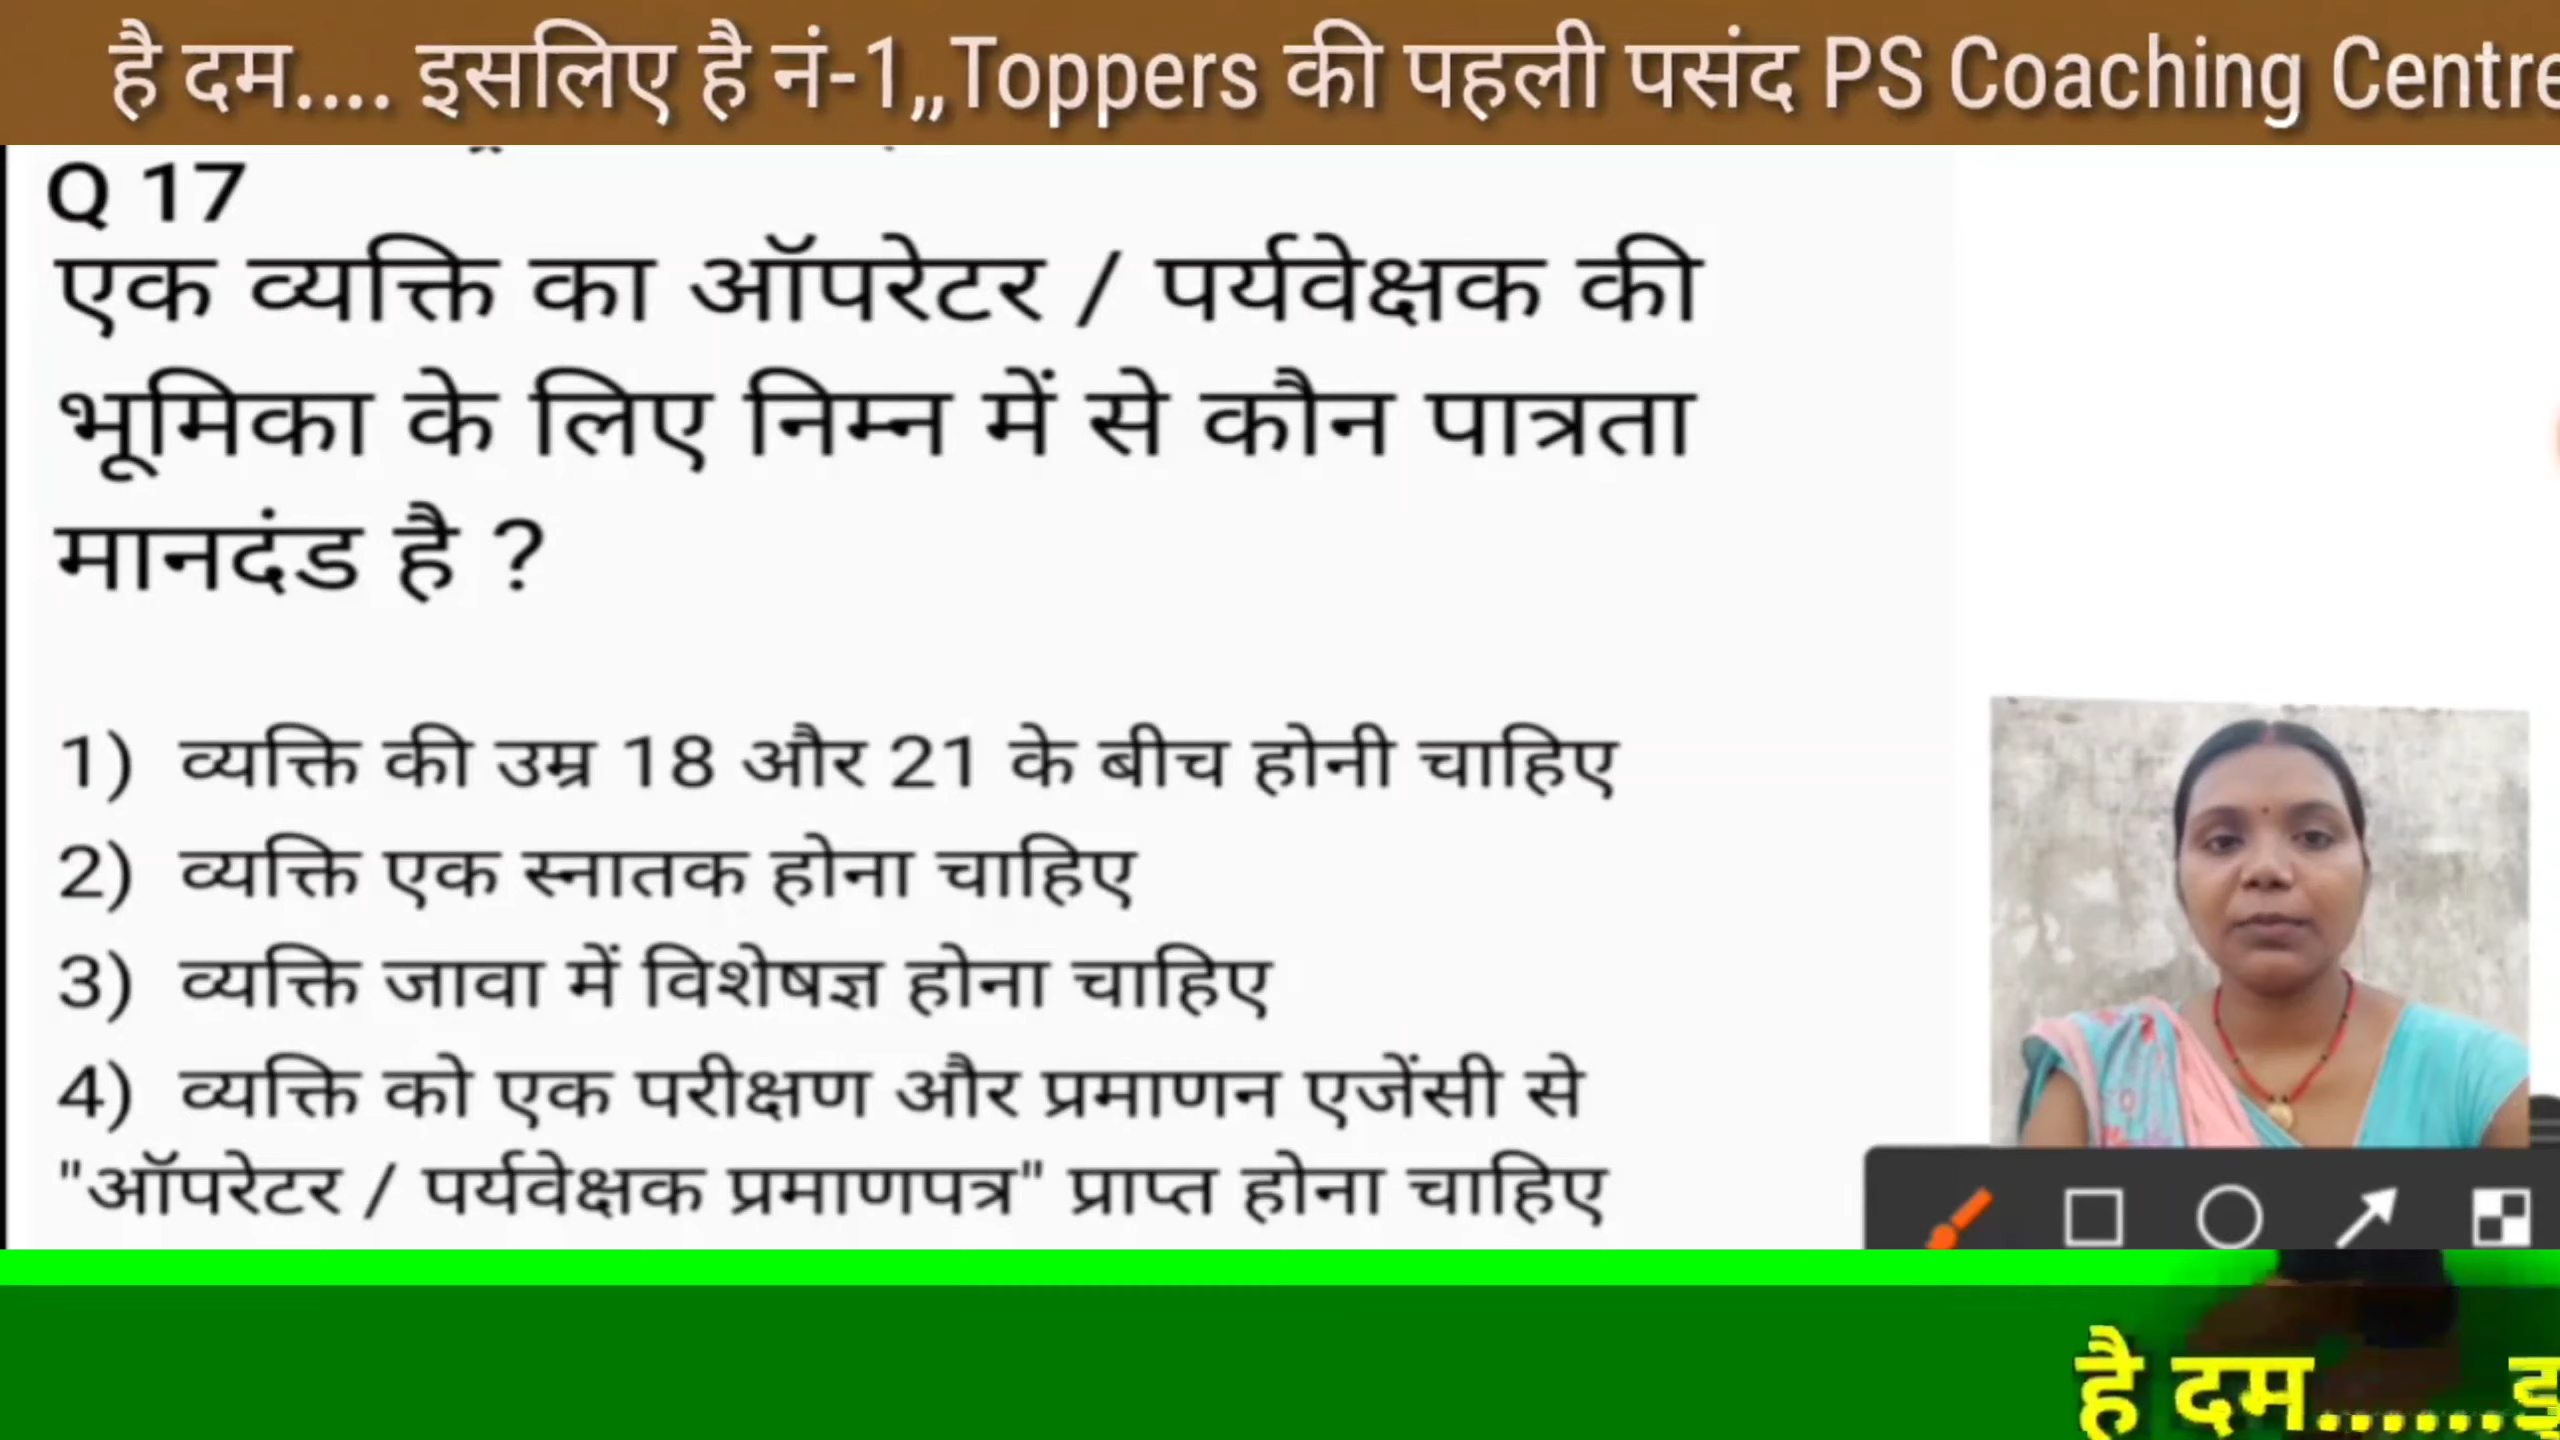 है दम.... इसलिए है नं-1,,Toppers की पहली पसंद PS Coaching Centre
Q 17
एक व्यक्ति का ऑपरेटर / पर्यवेक्षक की
भूमिका के लिए निम्न में से कौन पात्रता
मानदंड है ?
1) व्यक्ति की उम्र 18 और 21 के बीच होनी चाहिए
2) व्यक्ति एक स्नातक होना चाहिए
3) व्यक्ति जावा में विशेषज्ञ होना चाहिए
4) व्यक्ति को एक परीक्षण और प्रमाणन एजेंसी से
"ऑपरेटर / पर्यवेक्षक प्रमाणपत्र" प्राप्त होना चाहिए
है दम......